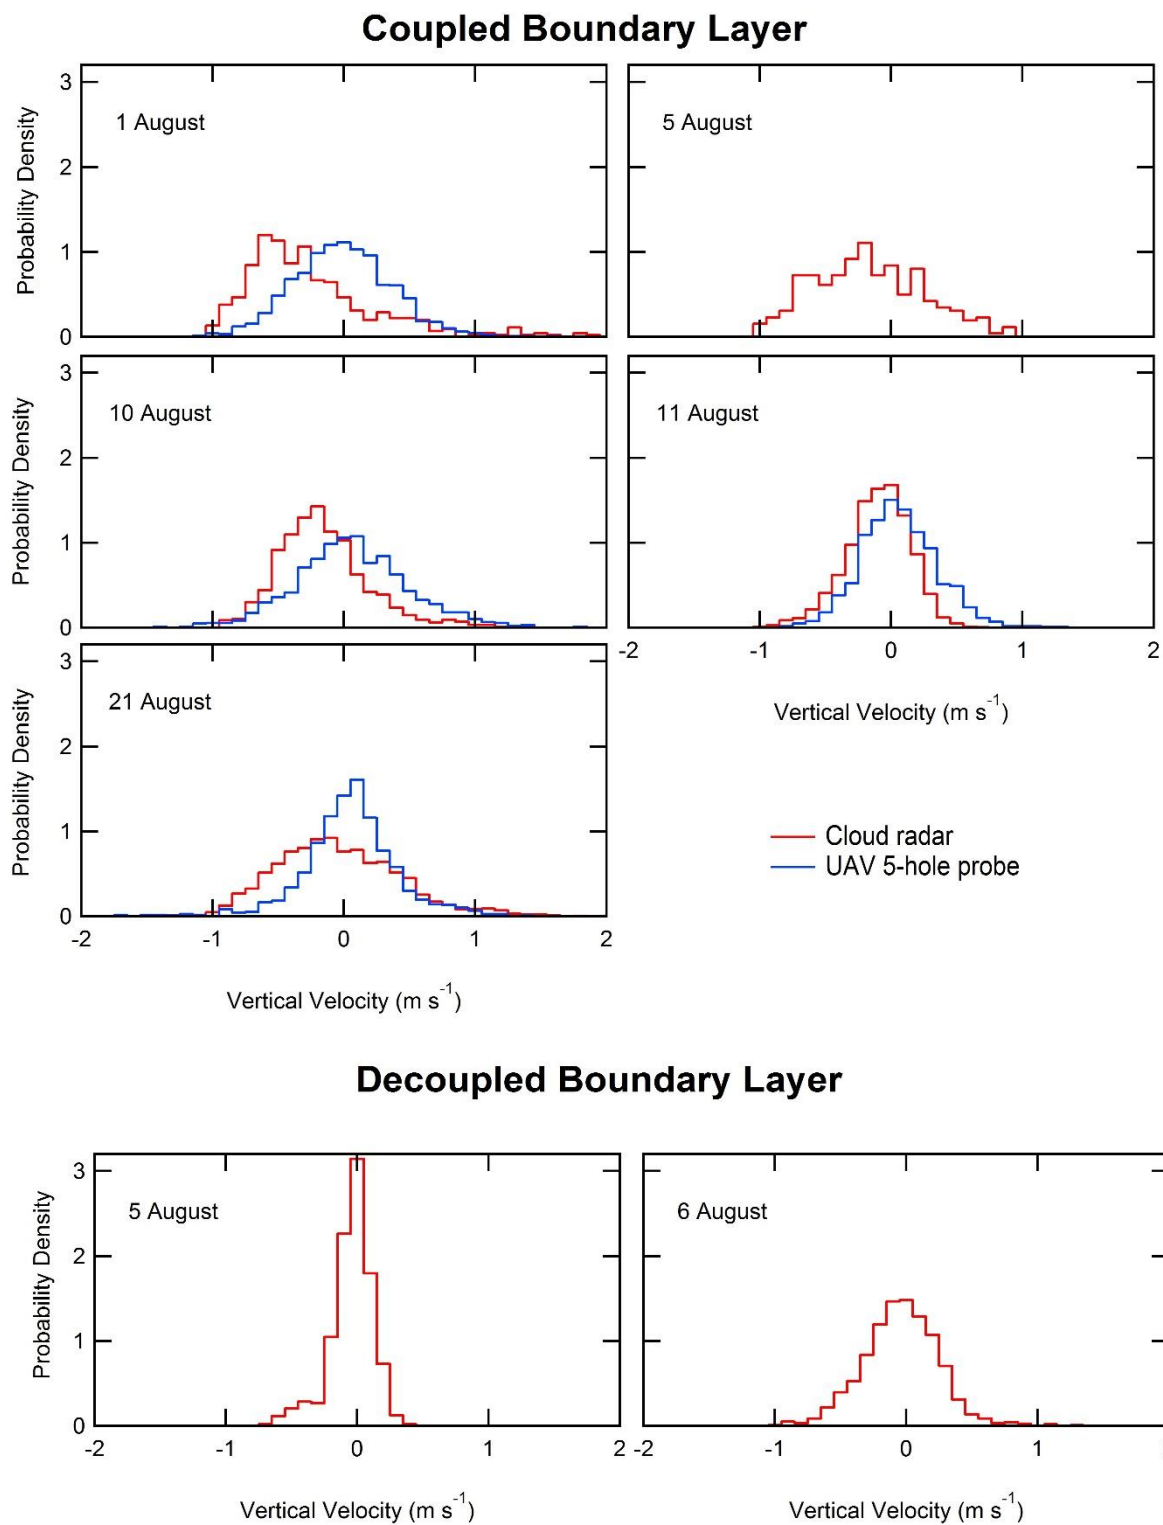 Coupled Boundary Layer
Probability Density
3
2
1
0
1 August
5 August
Probability Density
3
2
1
0
10 August
11 August
-2 -1 0 1 2
Vertical Velocity (m s-1)
Probability Density
3
2
1
0
21 August
-2 -1 0 1 2
Vertical Velocity (m s-1)
Cloud radar
UAV 5-hole probe
Decoupled Boundary Layer
Probability Density
3
2
1
0
5 August
-2 -1 0 1 2
Vertical Velocity (m s-1)
6 August
-2 -1 0 1
Vertical Velocity (m s-1)